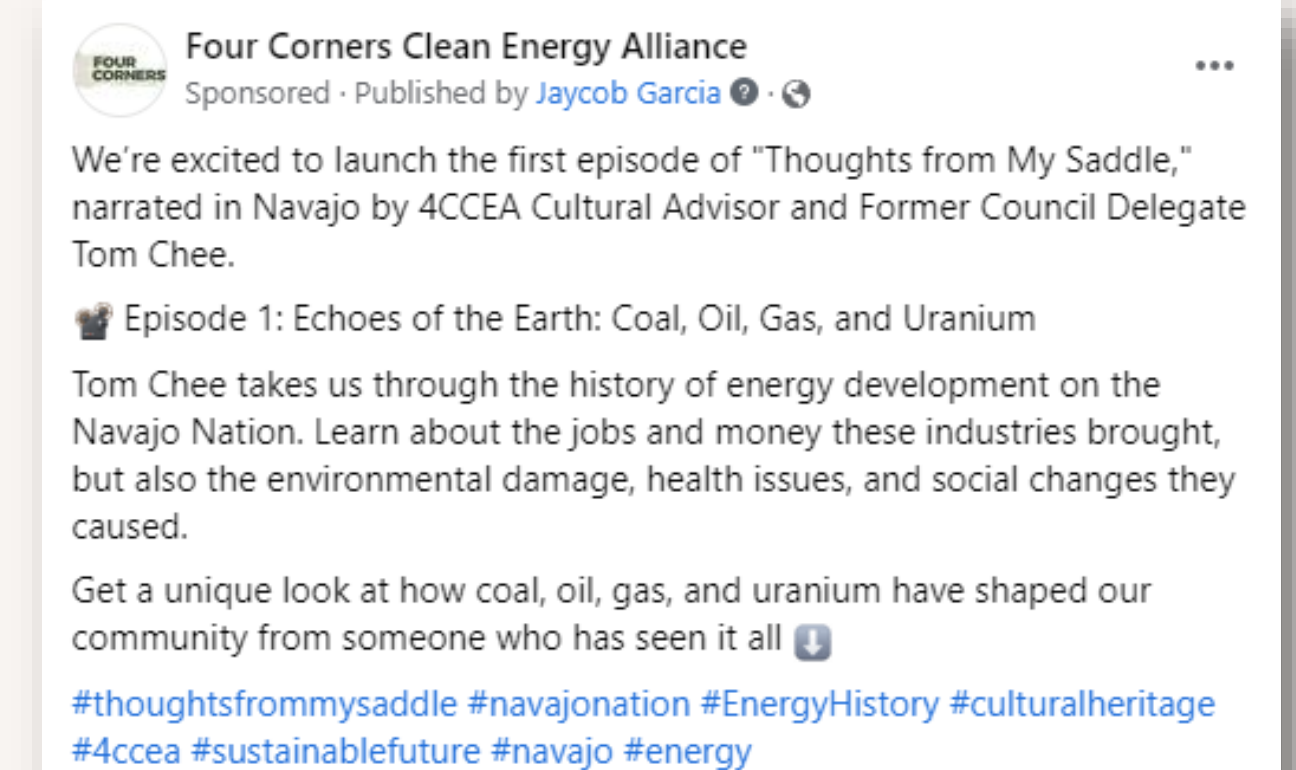 FOUR
CORNERS
Four Corners Clean Energy Alliance
Sponsored · Published by Jaycob Garcia
We're excited to launch the first episode of "Thoughts from My Saddle,"
narrated in Navajo by 4CCEA Cultural Advisor and Former Council Delegate
Tom Chee.
Episode 1: Echoes of the Earth: Coal, Oil, Gas, and Uranium
Tom Chee takes us through the history of energy development on the
Navajo Nation. Learn about the jobs and money these industries brought,
but also the environmental damage, health issues, and social changes they
caused.
Get a unique look at how coal, oil, gas, and uranium have shaped our
community from someone who has seen it all ⬇️
#thoughtsfrommysaddle #navajonation #EnergyHistory #culturalheritage
#4ccea #sustainablefuture #navajo #energy